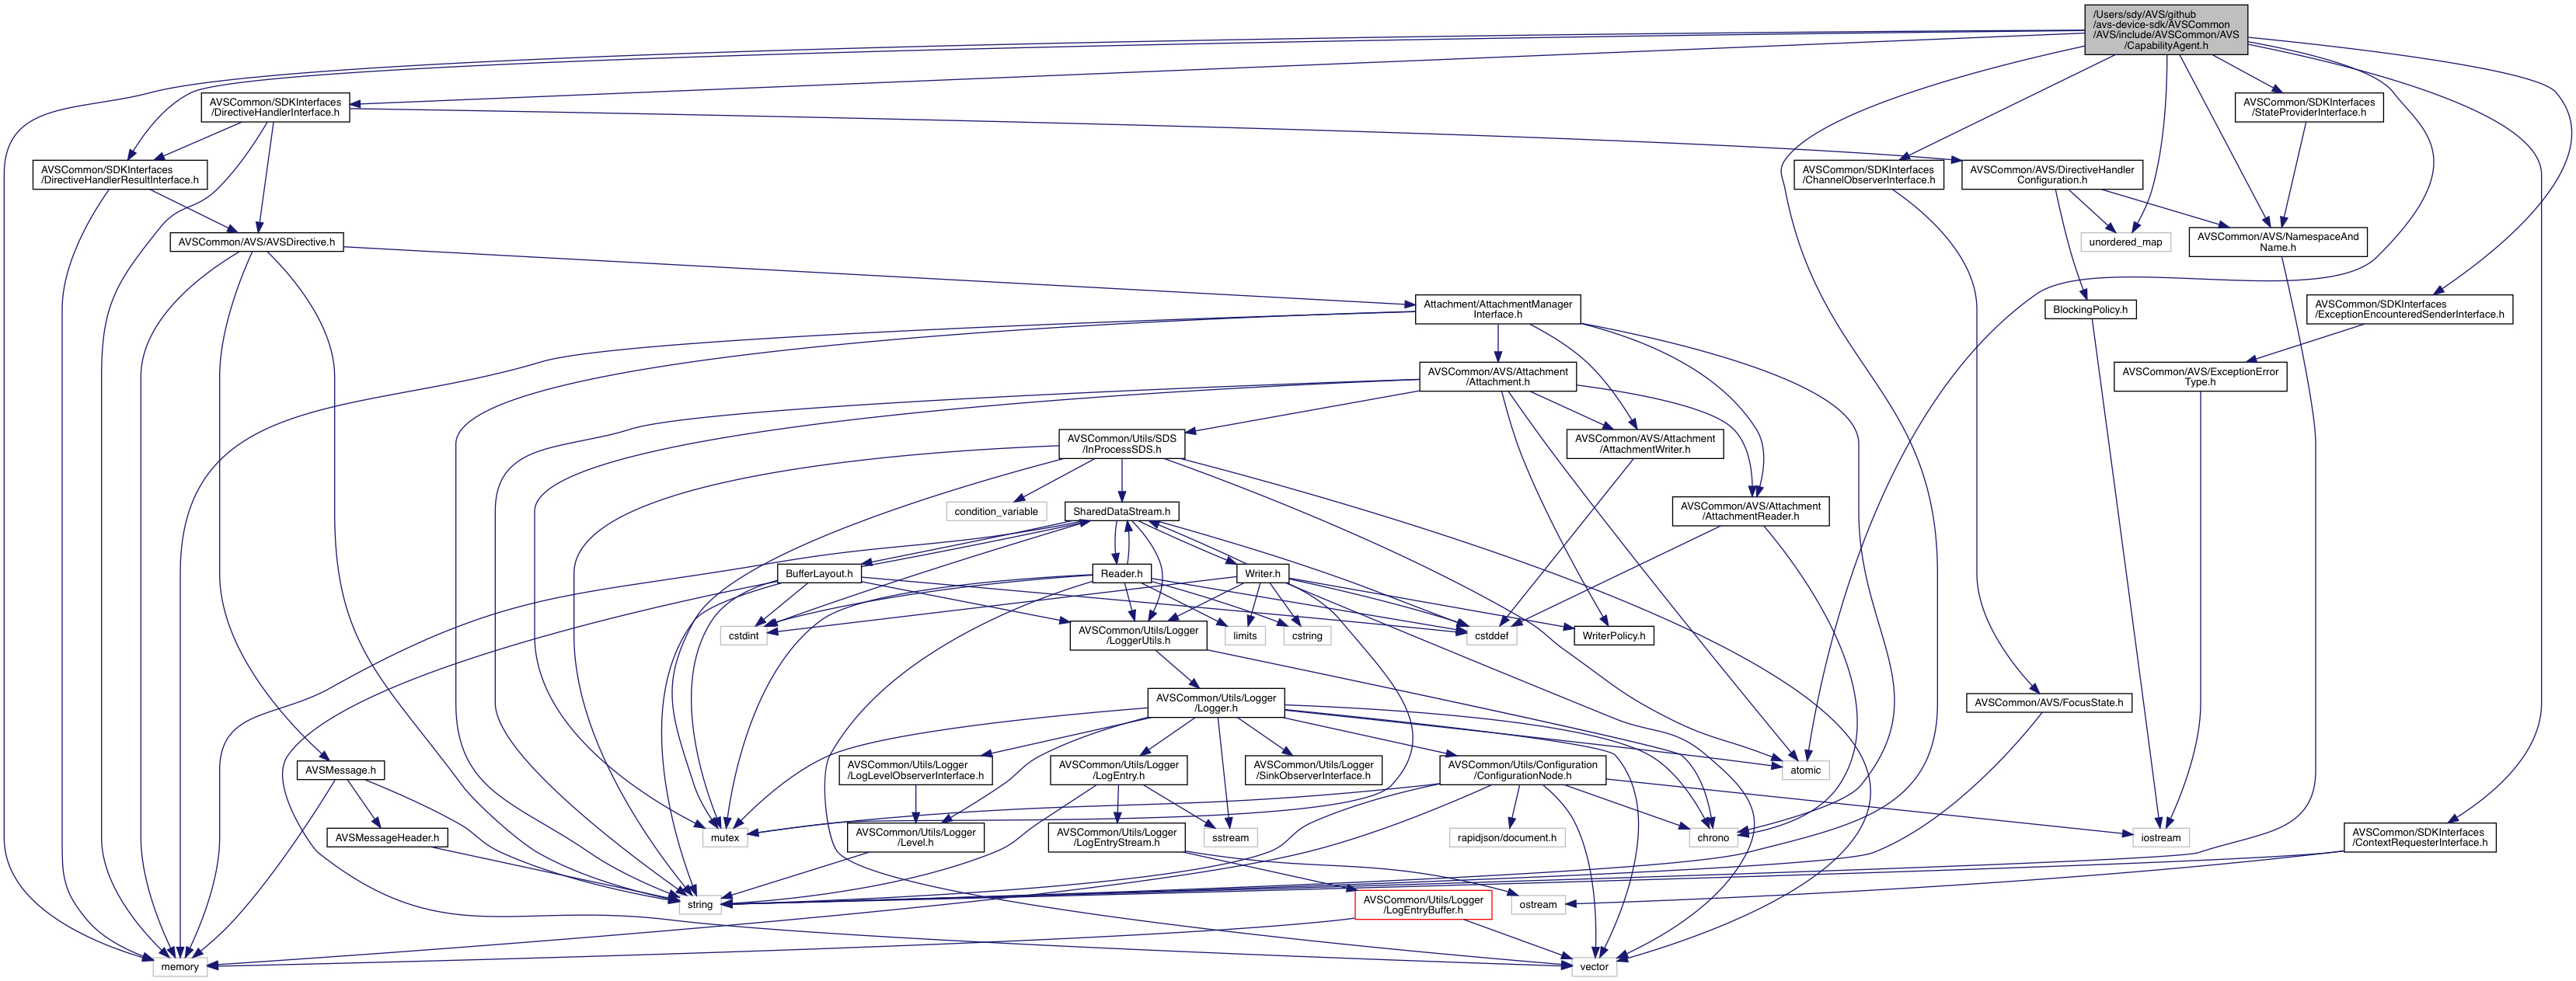 /Users/sdy/AVS/github
/avs-device-sdk/AVSCommon
/AVS/include/AVSCommon/AVS
/CapabilityAgent.h
AVSCommon/SDKInterfaces
/DirectiveHandlerInterface.h
AVSCommon/SDKInterfaces
/StateProviderInterface.h
AVSCommon/SDKInterfaces
/DirectiveHandlerResultInterface.h
AVSCommon/SDKInterfaces
/ChannelObserverInterface.h
AVSCommon/AVS/DirectiveHandler
Configuration.h
AVSCommon/AVS/AVSDirective.h
unordered_map
AVSCommon/AVS/NamespaceAnd
Name.h
Attachment/AttachmentManager
Interface.h
BlockingPolicy.h
AVSCommon/SDKInterfaces
/ExceptionEncounteredSenderInterface.h
AVSCommon/AVS/Attachment
/Attachment.h
AVSCommon/AVS/ExceptionError
Type.h
AVSCommon/Utils/SDS
/InProcessSDS.h
AVSCommon/AVS/Attachment
/AttachmentWriter.h
condition_variable
SharedDataStream.h
AVSCommon/AVS/Attachment
/AttachmentReader.h
BufferLayout.h
Reader.h
Writer.h
cstdint
AVSCommon/Utils/Logger
/LoggerUtils.h
limits
cstring
cstddef
WriterPolicy.h
AVSCommon/Utils/Logger
/Logger.h
AVSCommon/AVS/FocusState.h
AVSMessage.h
AVSCommon/Utils/Logger
/LogLevelObserverInterface.h
AVSCommon/Utils/Logger
/LogEntry.h
AVSCommon/Utils/Logger
/SinkObserverInterface.h
AVSCommon/Utils/Configuration
/ConfigurationNode.h
atomic
AVSMessageHeader.h
mutex
AVSCommon/Utils/Logger
/Level.h
AVSCommon/Utils/Logger
/LogEntryStream.h
sstream
rapidjson/document.h
chrono
iostream
AVSCommon/SDKInterfaces
/ContextRequesterInterface.h
string
AVSCommon/Utils/Logger
/LogEntryBuffer.h
ostream
memory
vector